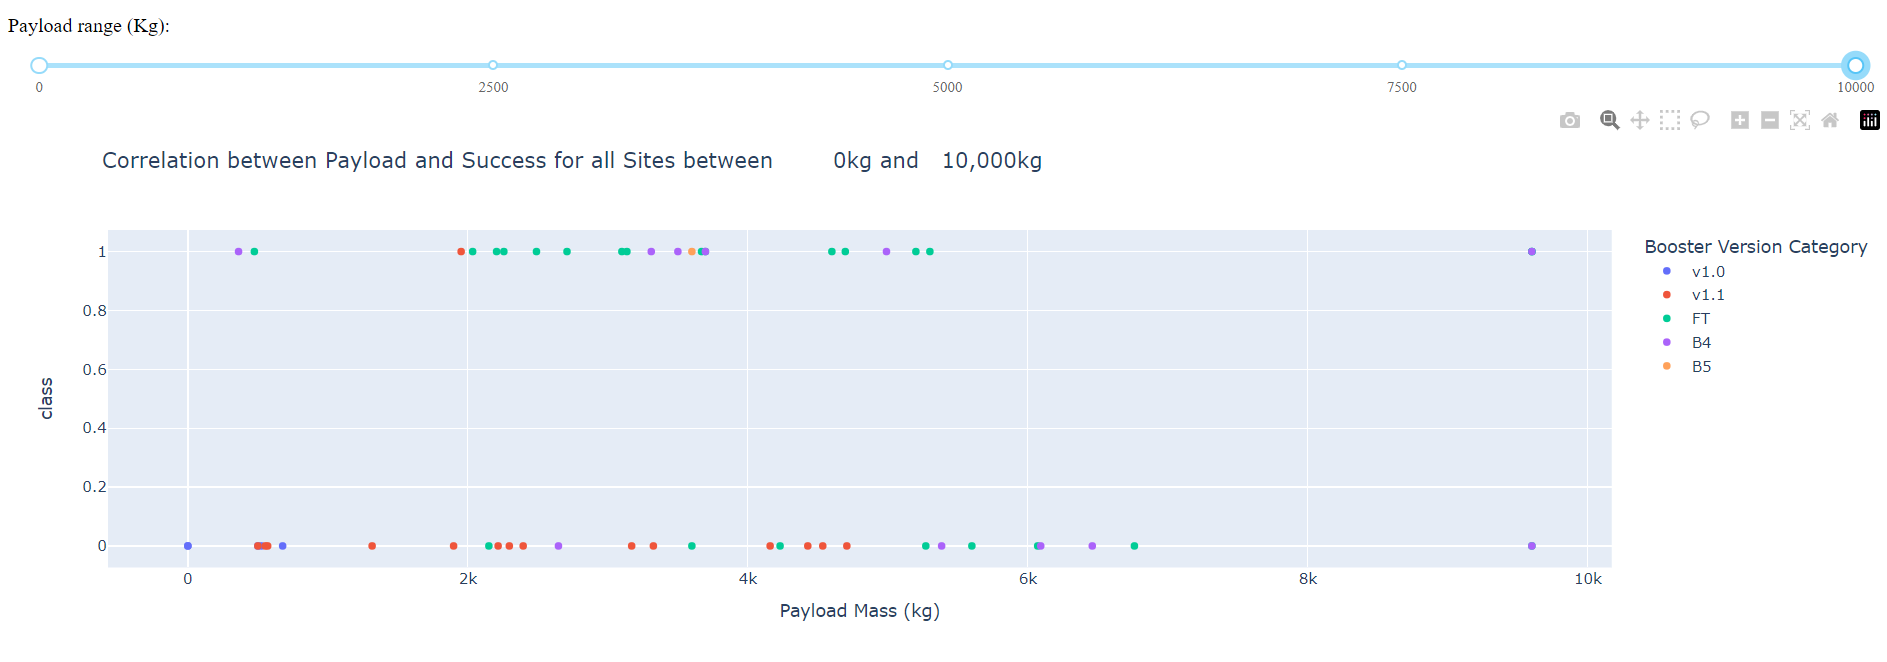 Payload range (Kg):
0 2500 5000 7500 10000
Correlation between Payload and Success for all Sites between 0kg and 10,000kg
Booster Version Category
v1.0
v1.1
FT
B4
B5
class
1
0.8
0.6
0.4
0.2
0
0 2k 4k 6k 8k 10k
Payload Mass (kg)